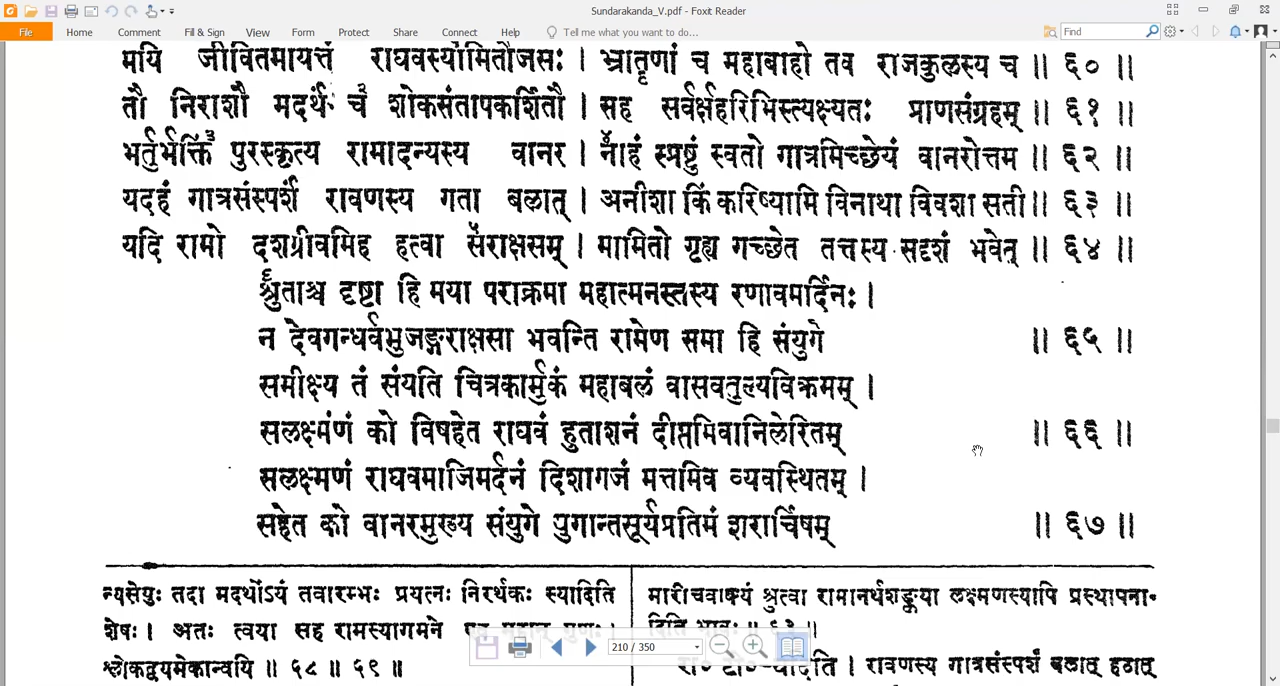 Sundarakanda_V.pdf - Foxit Reader
File Home Comment Fill & Sign View Form Protect Share Connect Help Tell me what you want to do... Find
मयि जीवितमायत्तं राघवस्यामितौजसः । भ्रातॄणां च महाबाहो तव राजकुलस्य च ॥ ६० ॥
तौ निराशौ मदर्थं च शोकसंतापकर्शितौ । सह सर्वर्क्षहरिभिस्त्यक्ष्यतः प्राणसंग्रहम् ॥ ६१ ॥
भर्तुर्भक्तिं३ पुरस्कृत्य रामादन्यस्य वानर । नाहं स्प्रष्टुं स्वतो गात्रमिच्छेयं वानरोत्तम ॥ ६२ ॥
यदहं गात्रसंस्पर्शं रावणस्य गता बलात् । अनीशा किं करिष्यामि विनाथा विवशा सती ॥ ६३ ॥
यदि रामो दशग्रीवमिह हत्वा सराक्षसम् । मामितो गृह्य गच्छेत तत्तस्य सदृशं भवेत् ॥ ६४ ॥
श्रुताश्च दृष्टा हि मया पराक्रमा महात्मनस्तस्य रणावमर्दिनः ।
न देवगन्धर्वभुजङ्गराक्षसा भवन्ति रामेण समा हि संयुगे ॥ ६५ ॥
समीक्ष्य तं संयति चित्रकार्मुकं महाबलं वासवतुल्यविक्रमम् ।
सलक्ष्मणं को विषहेत राघवं हुताशनं दीप्तमिवानिलेरितम् ॥ ६६ ॥
सलक्ष्मणं राघवमाजिमर्दनं दिशागजं मत्तमिव व्यवस्थितम् ।
सहेत को वानरमुख्य संयुगे युगान्तसूर्यप्रतिमं शरार्चिषम् ॥ ६७ ॥
न्यसेयुः तदा मदर्थोऽयं तवारम्भः प्रयत्नः निरर्थकः स्यादिति
शेषः । अतः त्वया सह रामस्यागमने
श्लोकद्वयमेकान्वयि ॥ ६८ ॥ ६९ ॥
मारीचवाक्यं श्रुत्वा रामानर्थशङ्कया लक्ष्मणस्यापि प्रस्थापना-
दिति भावः ॥ ६३ ॥
रावणस्य गात्रसंस्पर्शं बलात् हठात्
210 / 350